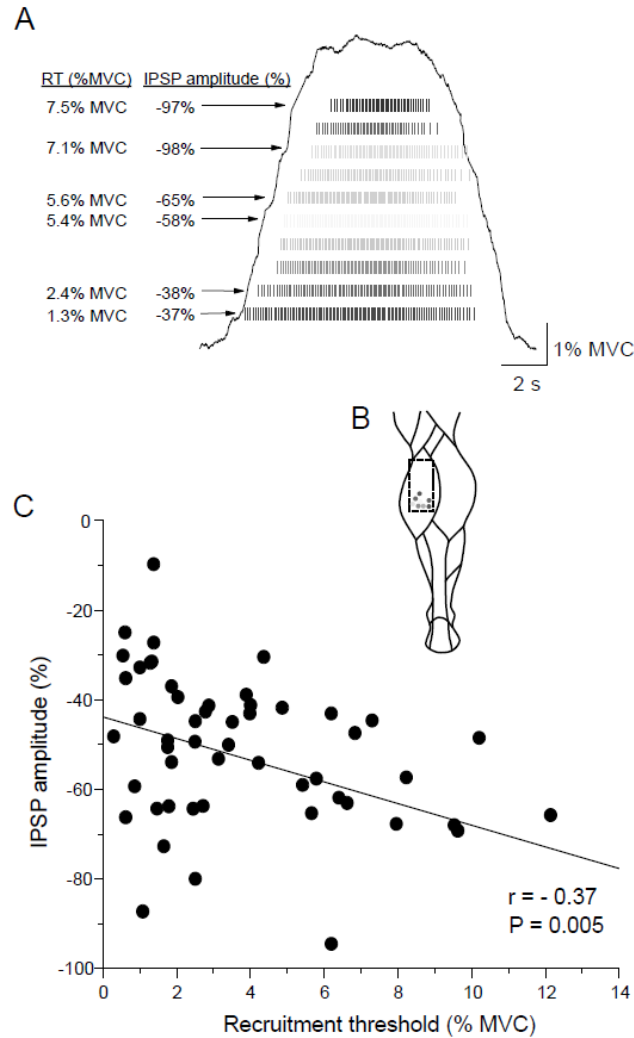 A
RT (%MVC) IPSP amplitude (%)
7.5% MVC -97%
7.1% MVC -98%
5.6% MVC -65%
5.4% MVC -58%
2.4% MVC -38%
1.3% MVC -37%
1% MVC
2 s
B
C
0
-20
-40
-60
-80
-100
IPSP amplitude (%)
r = - 0.37
P = 0.005
0 2 4 6 8 10 12 14
Recruitment threshold (% MVC)